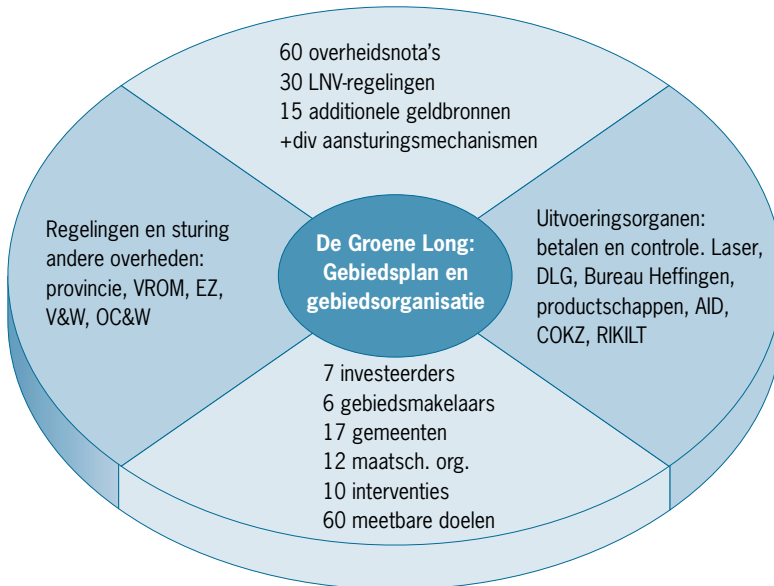 60 overheidsnota's
30 LNV-regelingen
15 additionele geldbronnen
+div aansturingsmechanismen
Regelingen en sturing
andere overheden:
provincie, VROM, EZ,
V&W, OC&W
De Groene Long:
Gebiedsplan en
gebiedsorganisatie
Uitvoeringsorganen:
betalen en controle. Laser,
DLG, Bureau Heffingen,
productschappen, AID,
COKZ, RIKILT
7 investeerders
6 gebiedsmakelaars
17 gemeenten
12 maatsch. org.
10 interventies
60 meetbare doelen